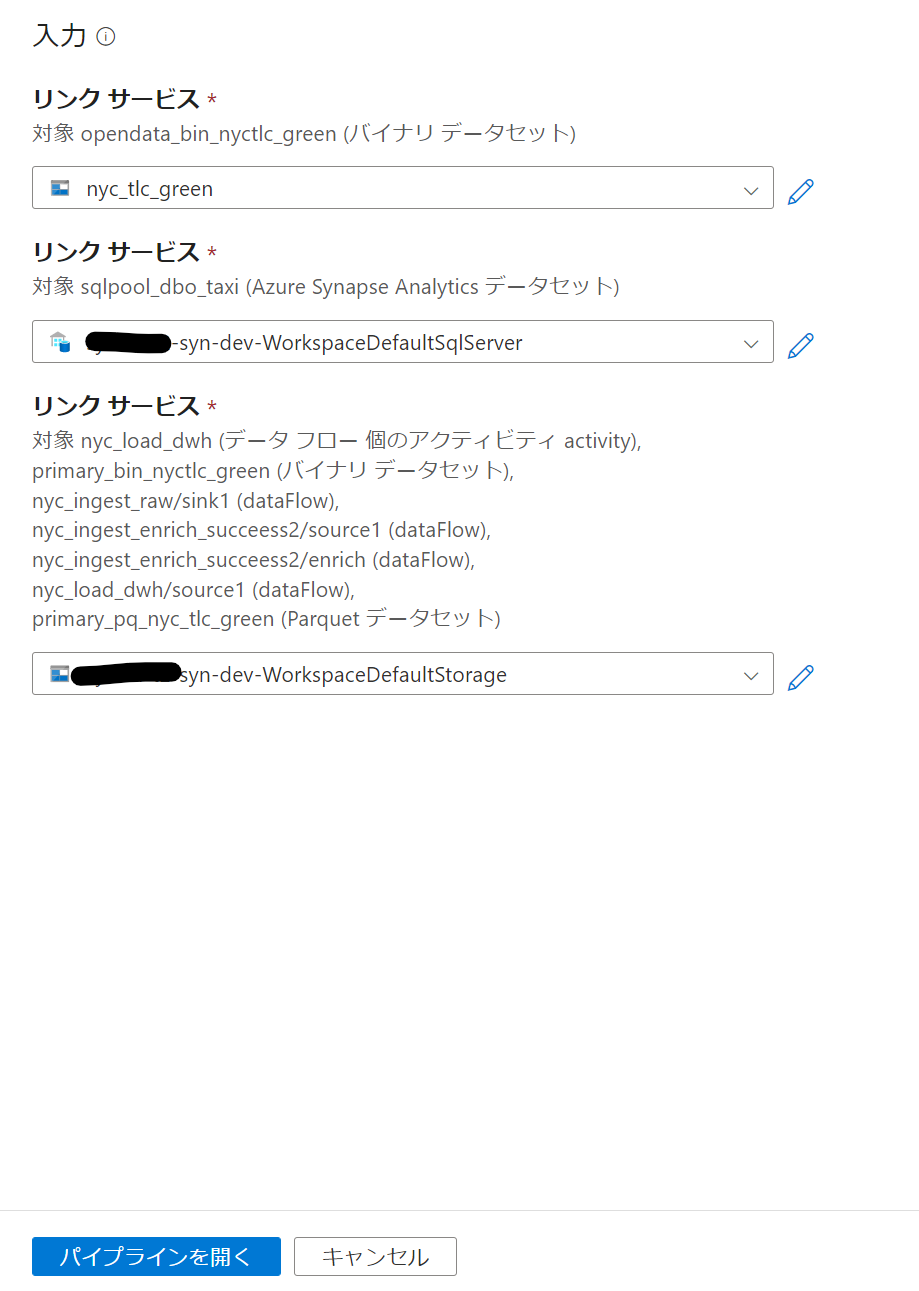 入力
リンク サービス *
対象 opendata_bin_nyctlc_green (バイナリ データセット)
nyc_tlc_green
リンク サービス *
対象 sqlpool_dbo_taxi (Azure Synapse Analytics データセット)
-syn-dev-WorkspaceDefaultSqlServer
リンク サービス *
対象 nyc_load_dwh (データ フロー 個のアクティビティ activity),
primary_bin_nyctlc_green (バイナリ データセット),
nyc_ingest_raw/sink1 (dataFlow),
nyc_ingest_enrich_succeess2/source1 (dataFlow),
nyc_ingest_enrich_succeess2/enrich (dataFlow),
nyc_load_dwh/source1 (dataFlow),
primary_pq_nyc_tlc_green (Parquet データセット)
syn-dev-WorkspaceDefaultStorage
パイプラインを開く
キャンセル